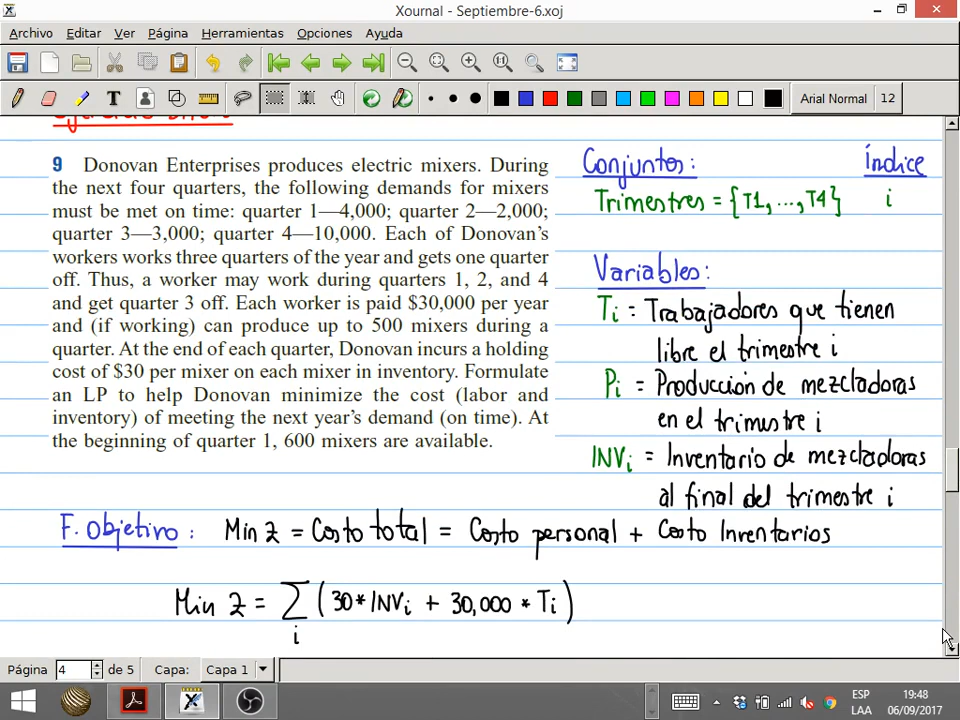 Xournal - Septiembre-6.xoj
Archivo Editar Ver Página Herramientas Opciones Ayuda
T
Arial Normal 12
9 Donovan Enterprises produces electric mixers. During
the next four quarters, the following demands for mixers
must be met on time: quarter 1—4,000; quarter 2—2,000;
quarter 3—3,000; quarter 4—10,000. Each of Donovan's
workers works three quarters of the year and gets one quarter
off. Thus, a worker may work during quarters 1, 2, and 4
and get quarter 3 off. Each worker is paid $30,000 per year
and (if working) can produce up to 500 mixers during a
quarter. At the end of each quarter, Donovan incurs a holding
cost of $30 per mixer on each mixer in inventory. Formulate
an LP to help Donovan minimize the cost (labor and
inventory) of meeting the next year's demand (on time). At
the beginning of quarter 1, 600 mixers are available.
Conjuntos: Índice
Trimestres = {T1, ..., T4} i
Variables:
Ti = Trabajadores que tienen
libre el trimestre i
Pi = Producción de mezcladoras
en el trimestre i
INVi = Inventario de mezcladoras
al final del trimestre i
F. Objetivo: Min Z = Costo total = Costo personal + Costo Inventarios
Min Z = ∑ (30*INVi + 30,000 * Ti)
i
Página 4 de 5 Capa: Capa 1
ESP 19:48
LAA 06/09/2017